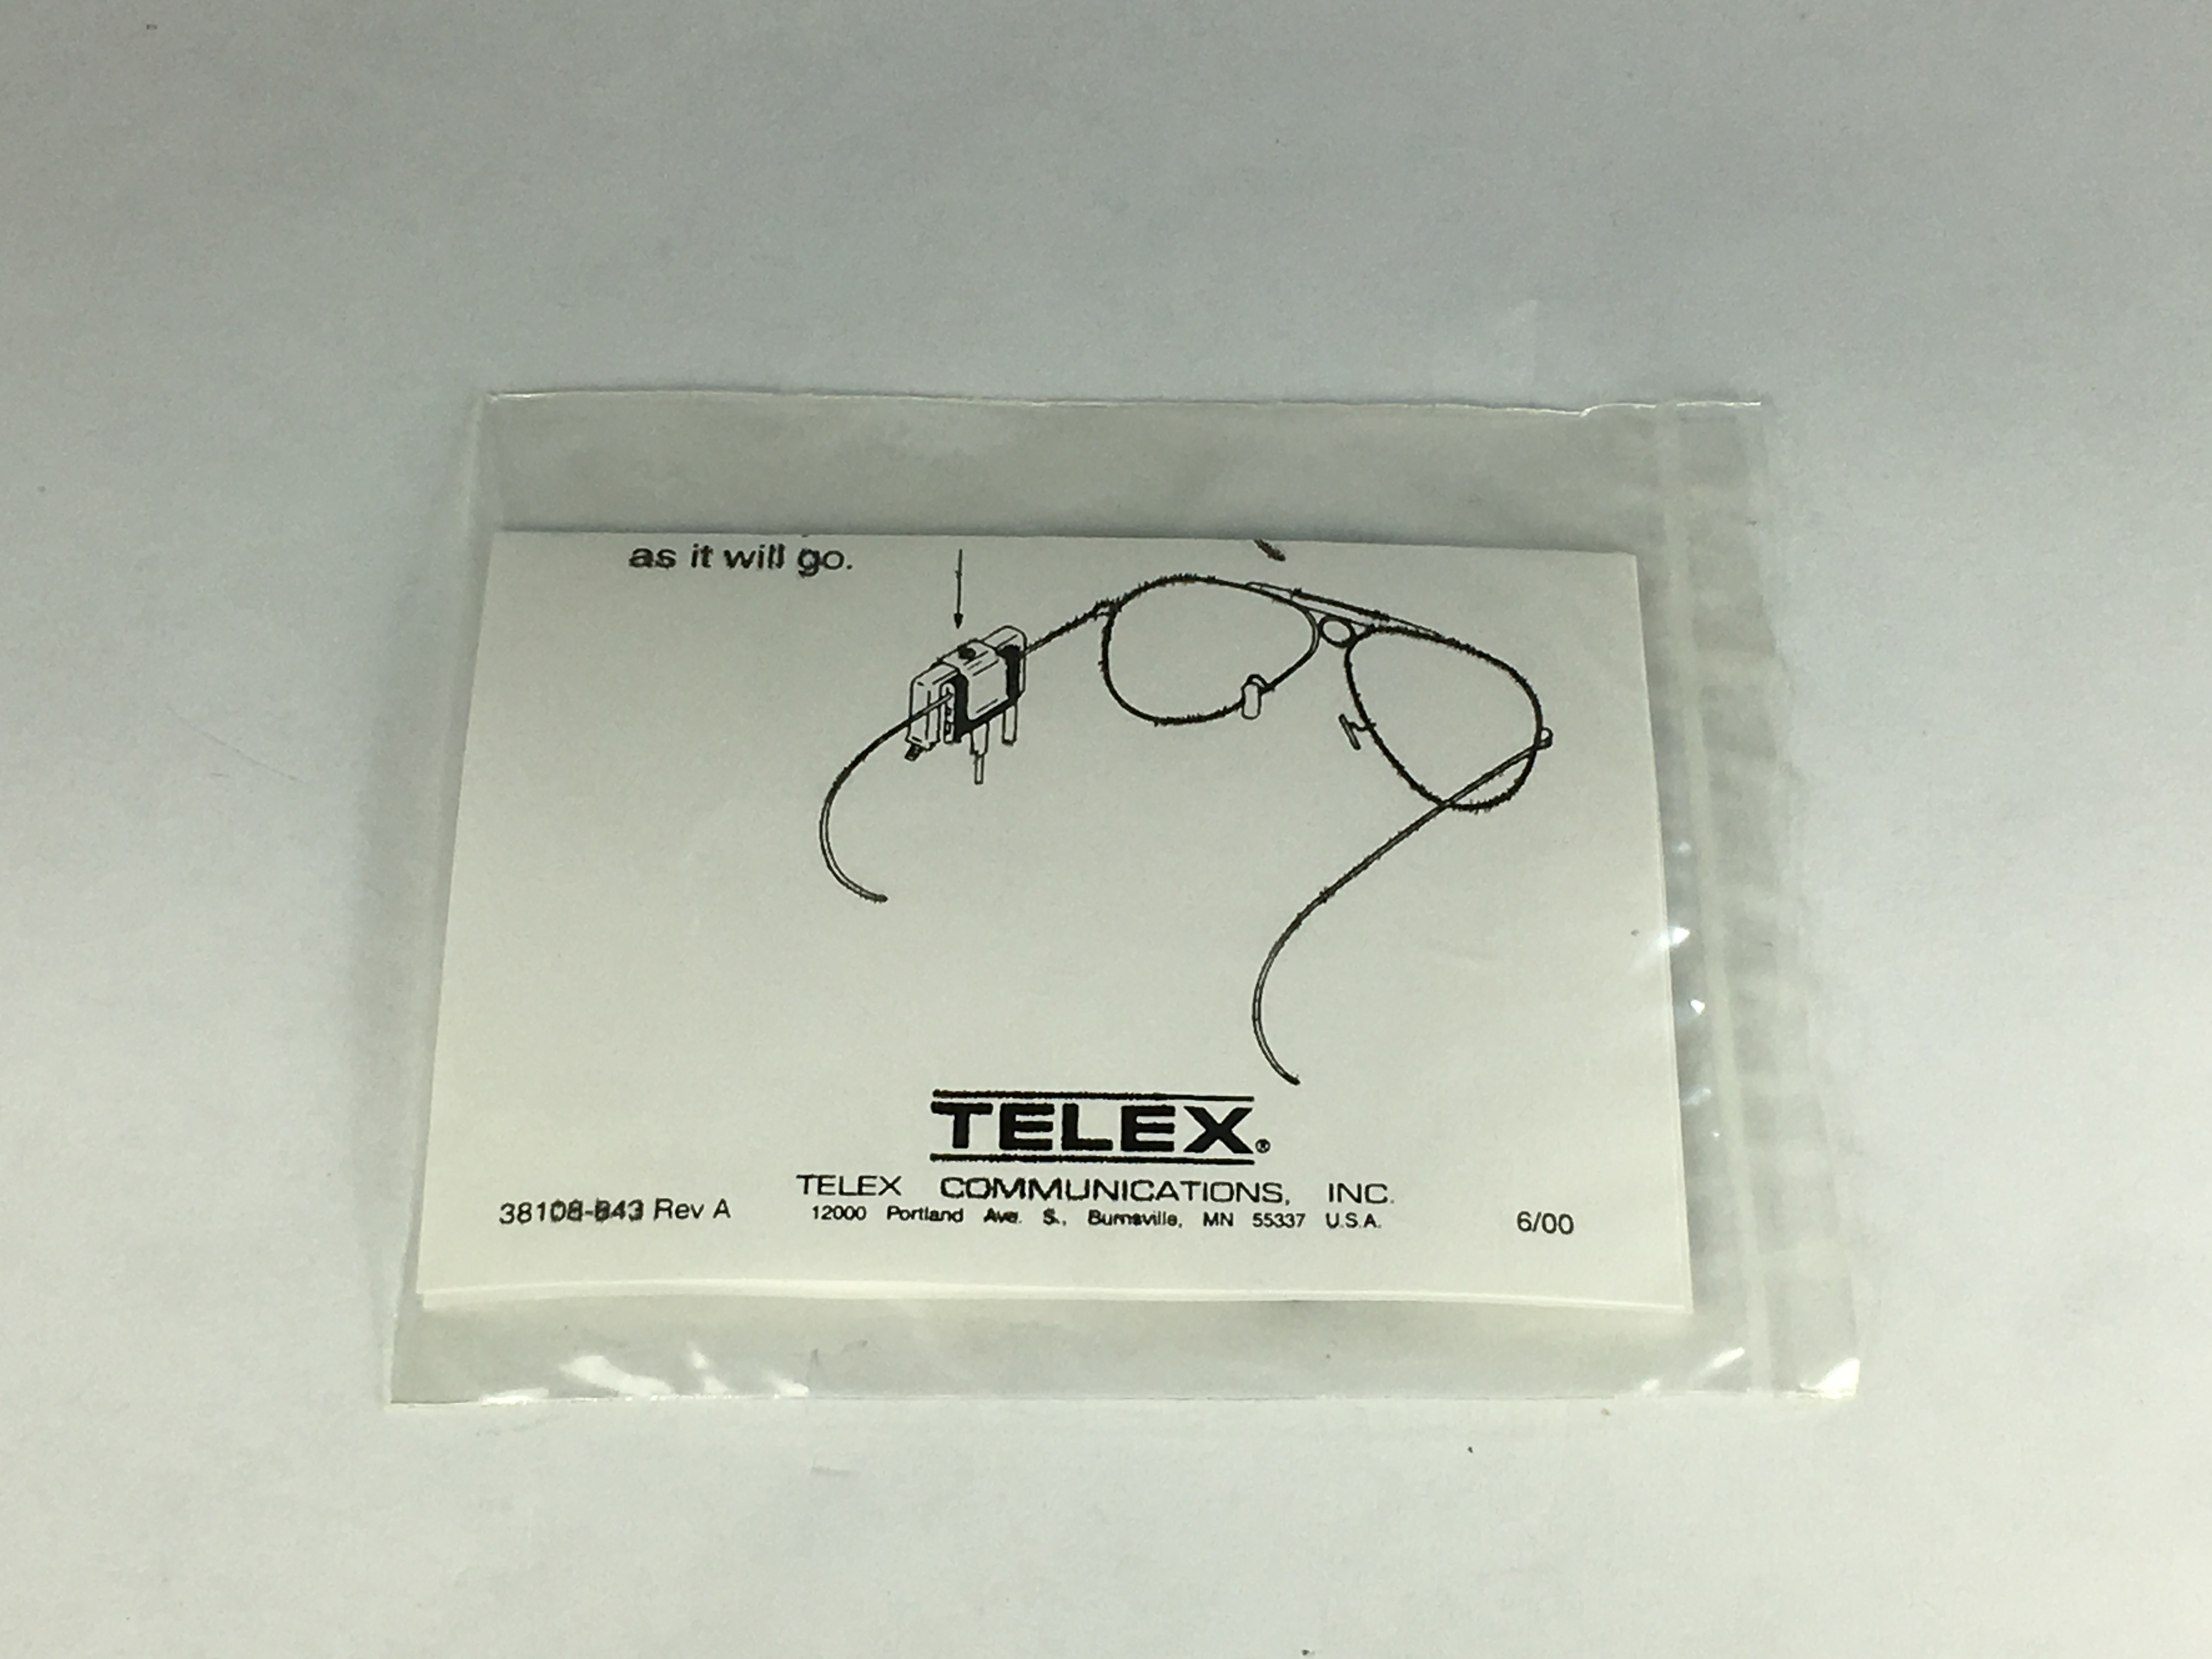 as it will go.
TELEX®
TELEX COMMUNICATIONS, INC.
38108-843 Rev A
12000 Portland Ave. S., Burnsville, MN 55337 U.S.A.
6/00